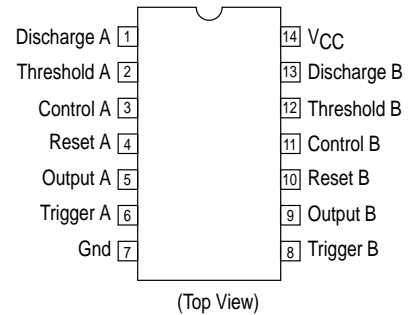 Discharge A 1 14 VCC
Threshold A 2 13 Discharge B
Control A 3 12 Threshold B
Reset A 4 11 Control B
Output A 5 10 Reset B
Trigger A 6 9 Output B
Gnd 7 8 Trigger B
(Top View)